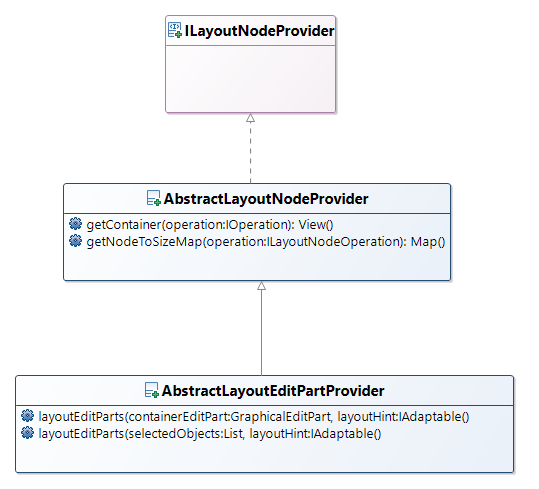 ILayoutNodeProvider
AbstractLayoutNodeProvider
getContainer(operation:IOperation): View()
getNodeToSizeMap(operation:ILayoutNodeOperation): Map()
AbstractLayoutEditPartProvider
layoutEditParts(containerEditPart:GraphicalEditPart, layoutHint:IAdaptable()
layoutEditParts(selectedObjects:List, layoutHint:IAdaptable()